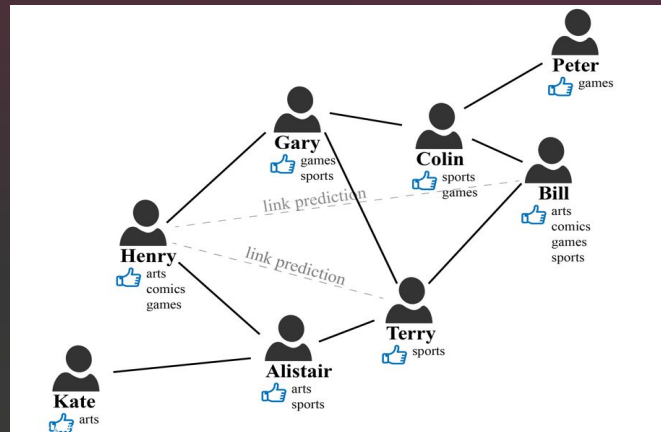 Peter
games
Gary
games
sports
Colin
sports
games
Bill
arts
comics
games
sports
link prediction
Henry
arts
comics
games
link prediction
Terry
sports
Alistair
arts
sports
Kate
arts